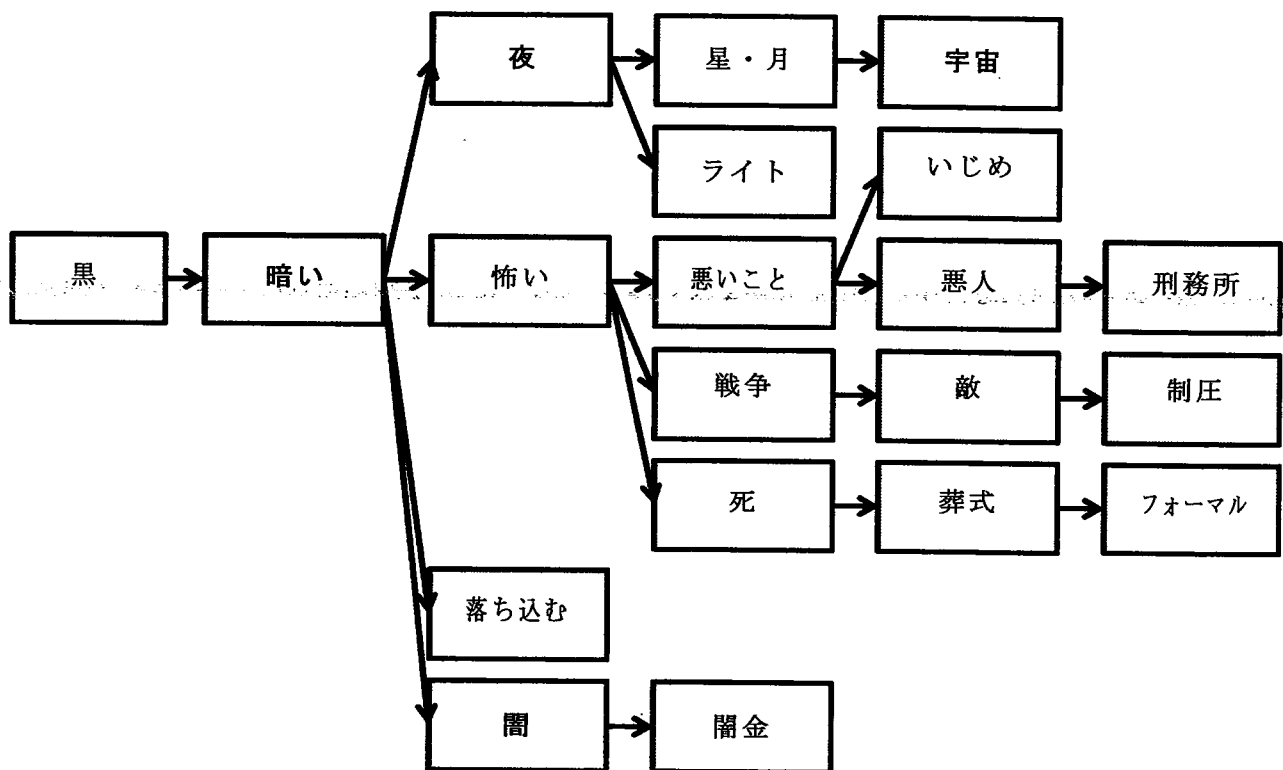 夜
星・月
宇宙
ライト
いじめ
黒
暗い
怖い
悪いこと
悪人
刑務所
戦争
敵
制圧
死
葬式
フォーマル
落ち込む
闇
闇金